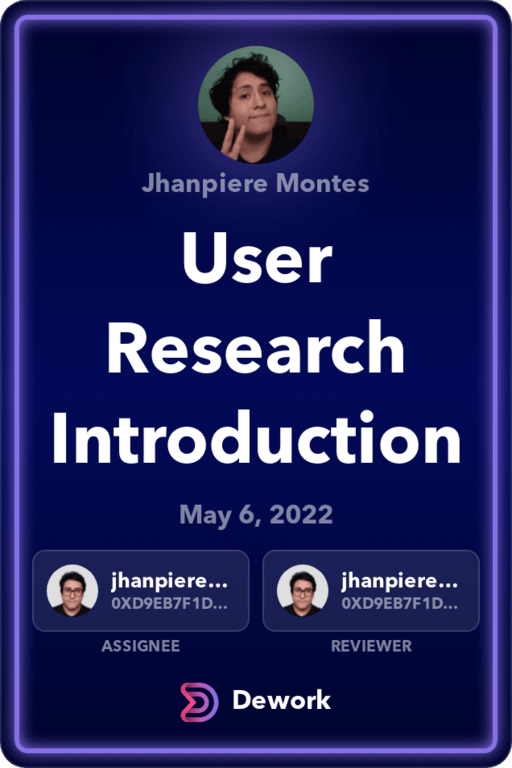 Jhanpiere Montes
User
Research
Introduction
May 6, 2022
jhanpiere...
0XD9EB7F1D...
ASSIGNEE
jhanpiere...
0XD9EB7F1D...
REVIEWER
Dework